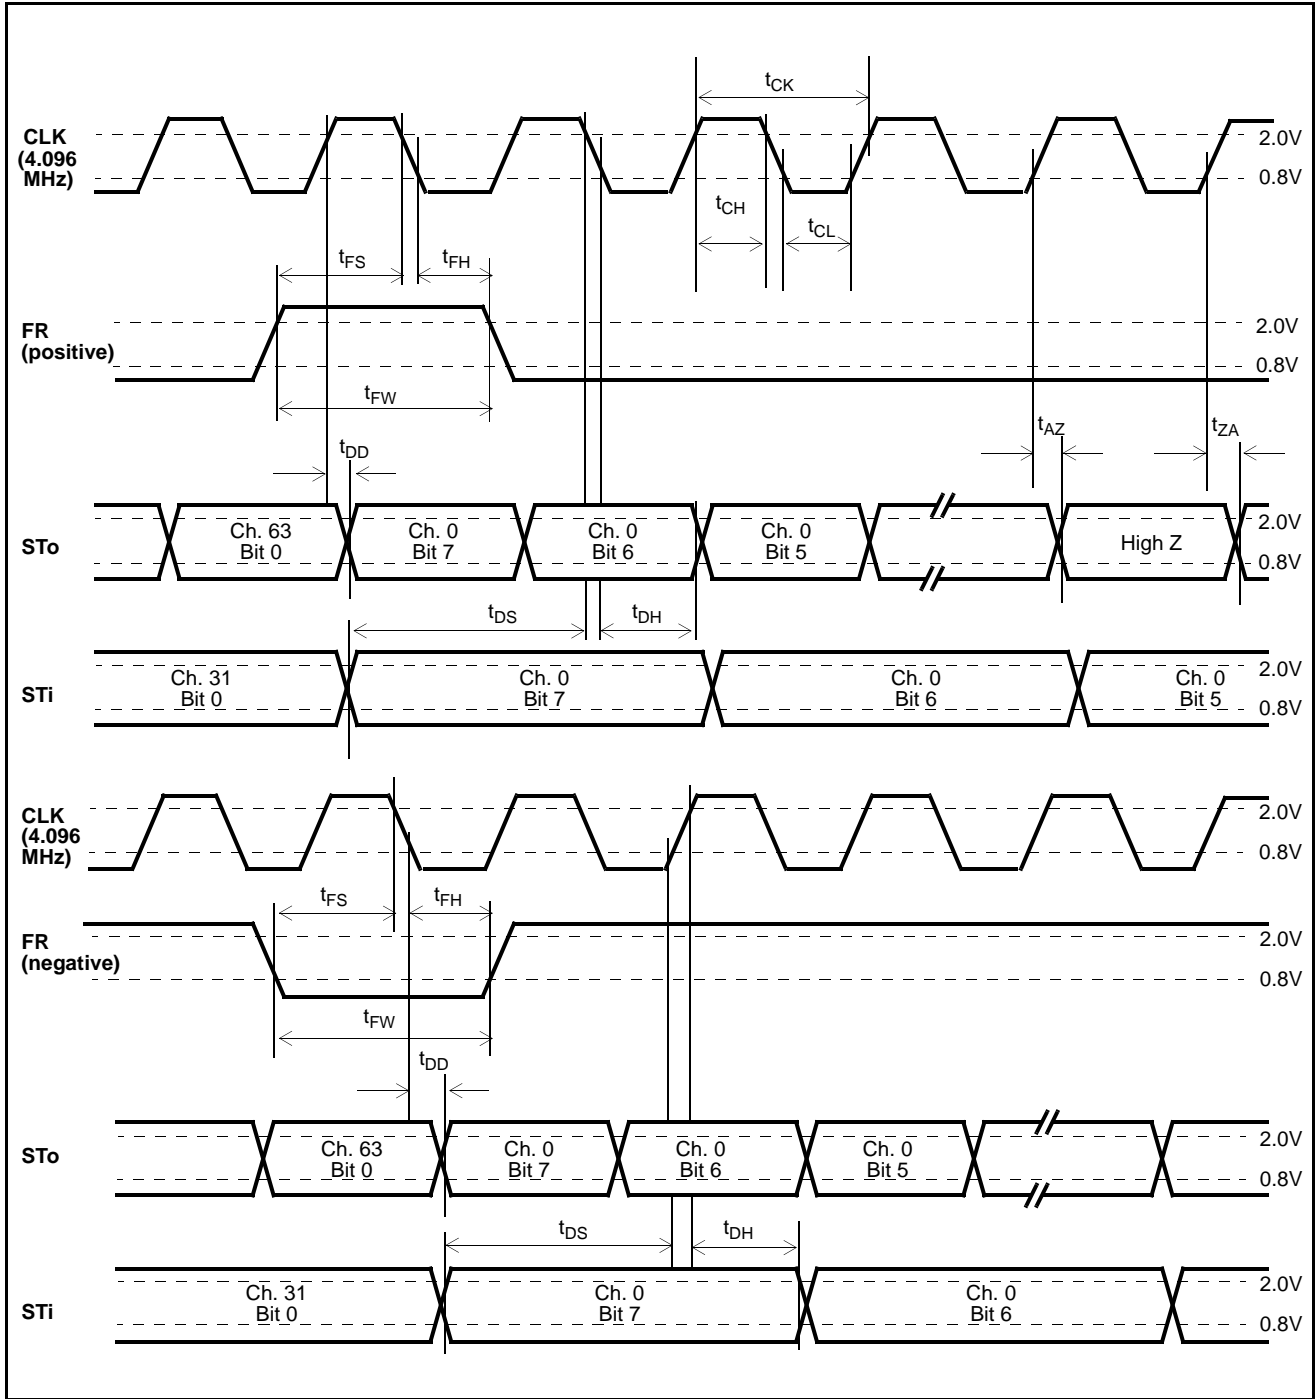 tCK
CLK
(4.096
MHz)
2.0V
0.8V
tCH
tCL
tFS
tFH
FR
(positive)
2.0V
0.8V
tFW
tDD
tAZ
tZA
STo
Ch. 63
Bit 0
Ch. 0
Bit 7
Ch. 0
Bit 6
Ch. 0
Bit 5
High Z
2.0V
0.8V
tDS
tDH
STi
Ch. 31
Bit 0
Ch. 0
Bit 7
Ch. 0
Bit 6
Ch. 0
Bit 5
2.0V
0.8V
CLK
(4.096
MHz)
2.0V
0.8V
tFS
tFH
FR
(negative)
2.0V
0.8V
tFW
tDD
STo
Ch. 63
Bit 0
Ch. 0
Bit 7
Ch. 0
Bit 6
Ch. 0
Bit 5
2.0V
0.8V
tDS
tDH
STi
Ch. 31
Bit 0
Ch. 0
Bit 7
Ch. 0
Bit 6
2.0V
0.8V